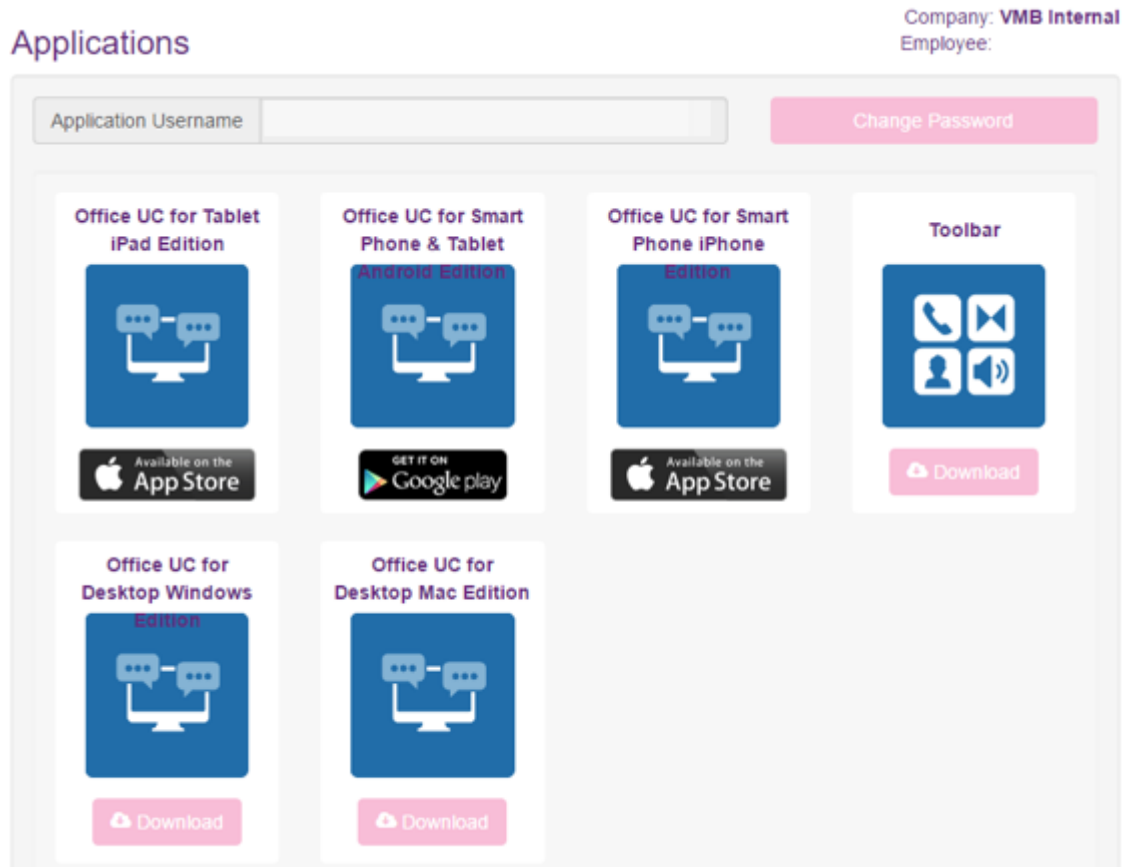 Company: VMB Internal
Applications
Employee:
Application Username
Change Password
Office UC for Tablet
iPad Edition
Office UC for Smart
Phone & Tablet
Android Edition
Office UC for Smart
Phone iPhone
Edition
Toolbar
Available on the
App Store
GET IT ON
Google play
Available on the
App Store
Download
Office UC for
Desktop Windows
Edition
Office UC for
Desktop Mac Edition
Download
Download